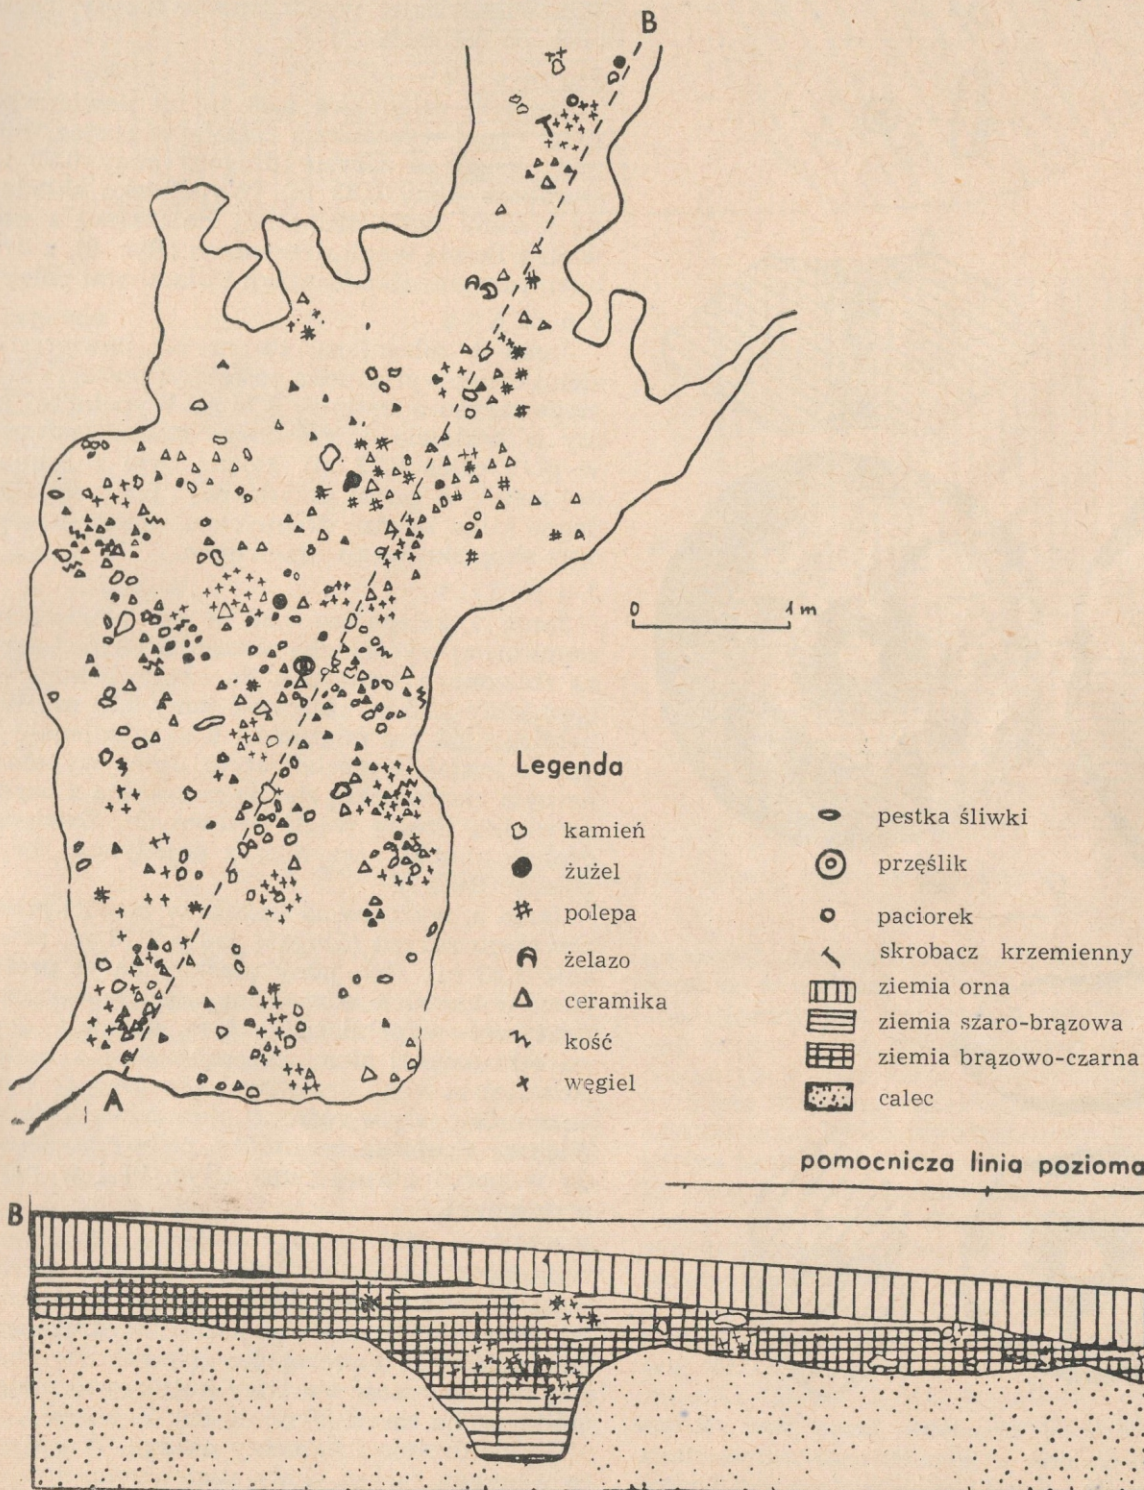 B
0 1 m
Legenda
kamień
żużel
polepa
żelazo
ceramika
kość
węgiel
pestka śliwki
przęślik
paciorek
skrobacz krzemienny
ziemia orna
ziemia szaro-brązowa
ziemia brązowo-czarna
calec
A
pomocnicza linia pozioma
B